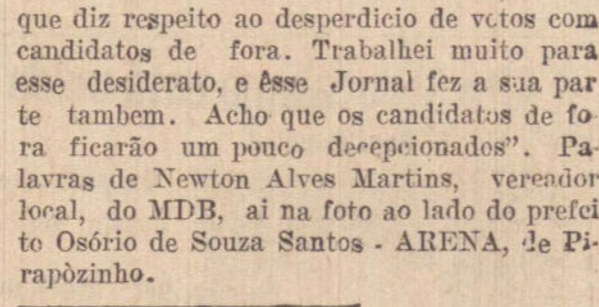 que diz respeito ao desperdicio de votos com
candidatos de fora. Trabalhei muito para
esse desiderato, e êsse Jornal fez a sua par
te tambem. Acho que os candidatos de fo-
ra ficarão um pouco decepcionados". Pa-
lavras de Newton Alves Martins, vereador
local, do MDB, ai na foto ao lado do prefei
to Osório de Souza Santos - ARENA, de Pi-
rapòzinho.